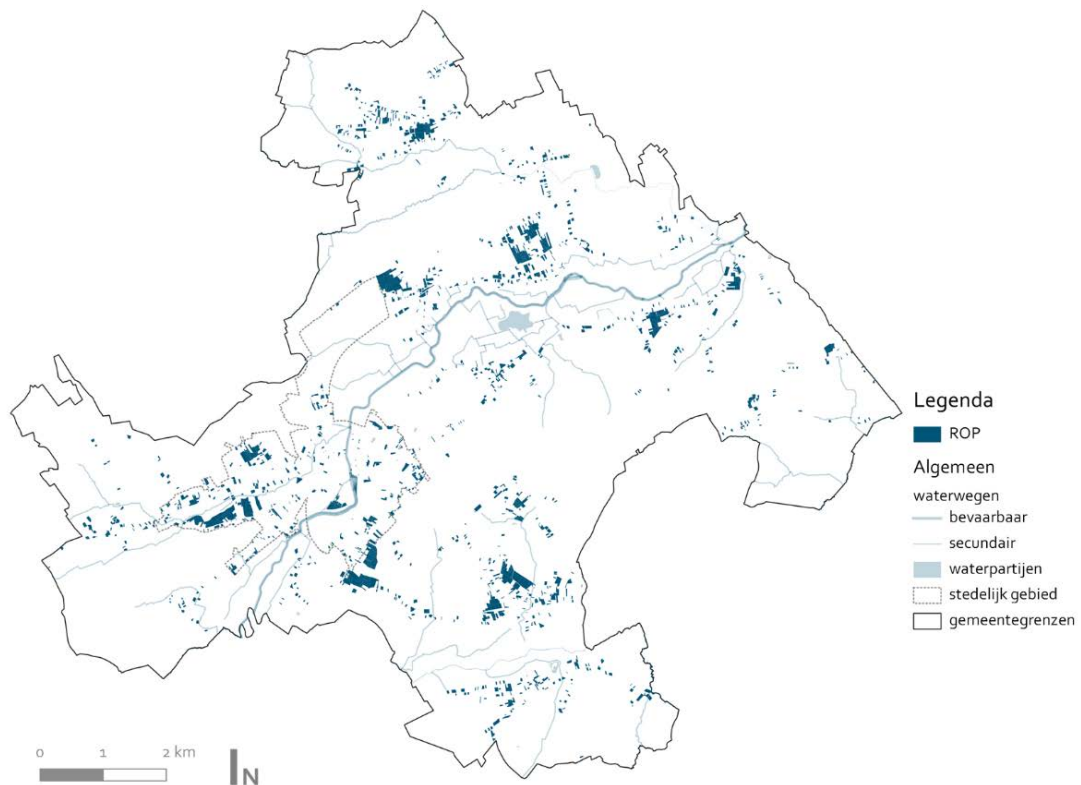 Legenda
ROP
Algemeen
waterwegen
bevaarbaar
secundair
waterpartijen
stedelijk gebied
gemeentegrenzen
0 1 2 km
N